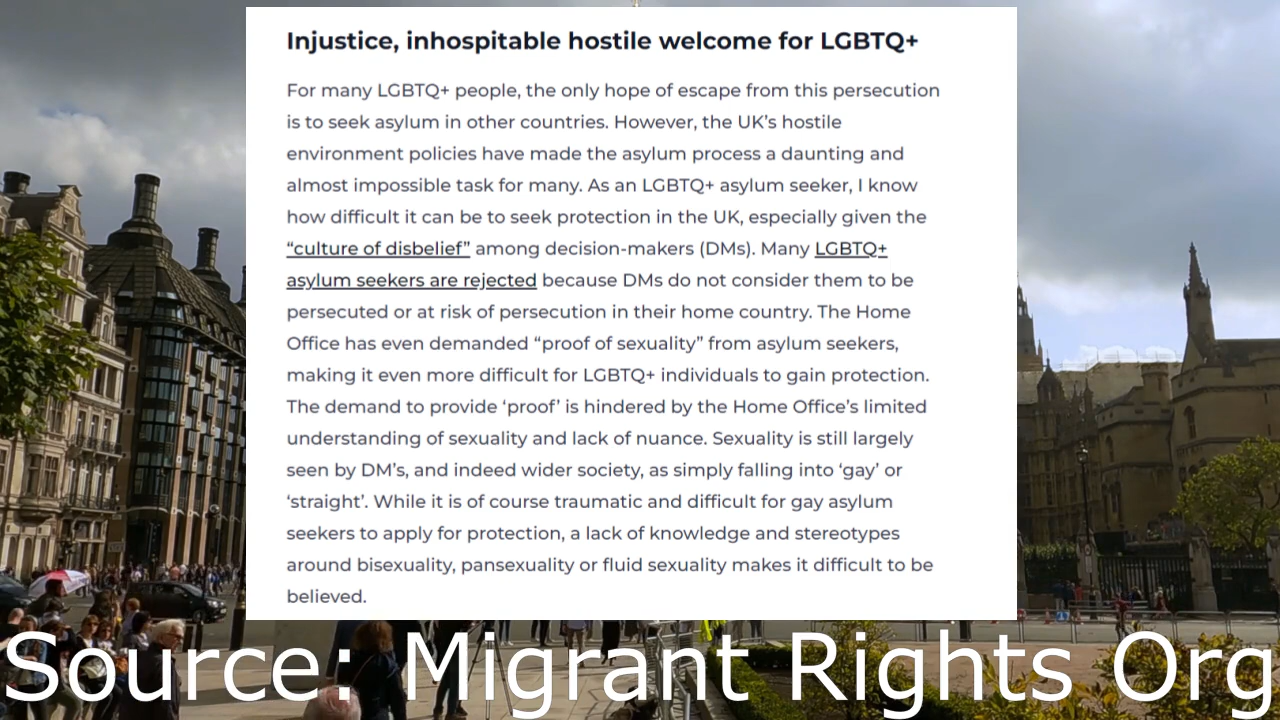 Injustice, inhospitable hostile welcome for LGBTQ+
For many LGBTQ+ people, the only hope of escape from this persecution
is to seek asylum in other countries. However, the UK’s hostile
environment policies have made the asylum process a daunting and
almost impossible task for many. As an LGBTQ+ asylum seeker, I know
how difficult it can be to seek protection in the UK, especially given the
“culture of disbelief” among decision-makers (DMs). Many LGBTQ+
asylum seekers are rejected because DMs do not consider them to be
persecuted or at risk of persecution in their home country. The Home
Office has even demanded “proof of sexuality” from asylum seekers,
making it even more difficult for LGBTQ+ individuals to gain protection.
The demand to provide ‘proof’ is hindered by the Home Office’s limited
understanding of sexuality and lack of nuance. Sexuality is still largely
seen by DM’s, and indeed wider society, as simply falling into ‘gay’ or
‘straight’. While it is of course traumatic and difficult for gay asylum
seekers to apply for protection, a lack of knowledge and stereotypes
around bisexuality, pansexuality or fluid sexuality makes it difficult to be
believed.
Source: Migrant Rights Org